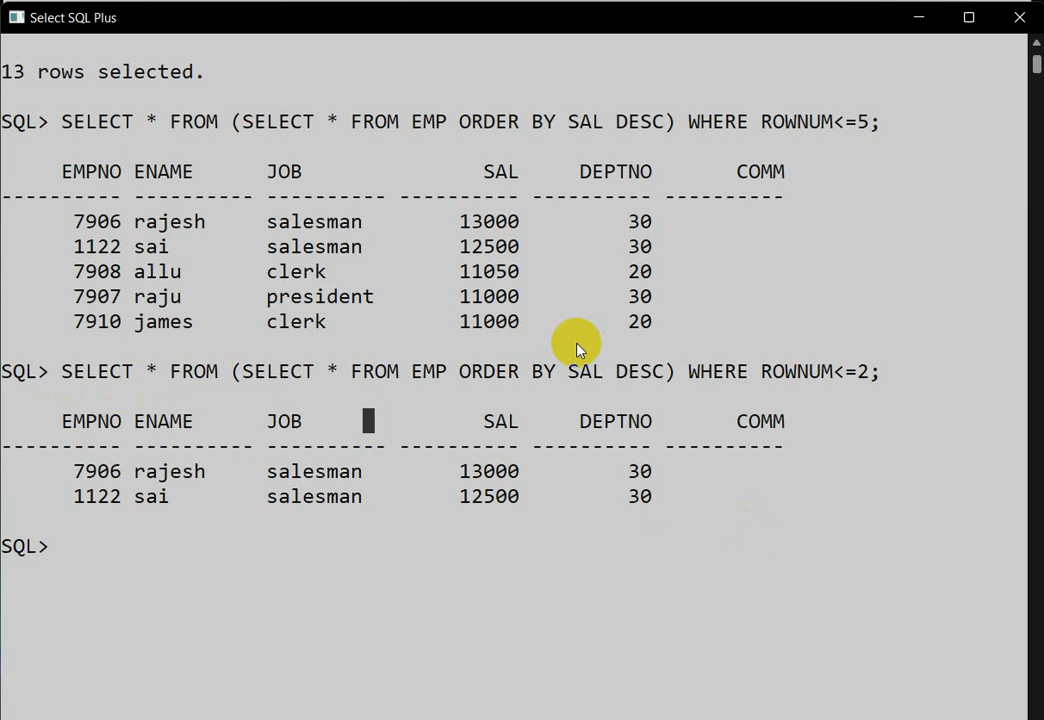 Select SQL Plus
13 rows selected.
SQL> SELECT * FROM (SELECT * FROM EMP ORDER BY SAL DESC) WHERE ROWNUM<=5;
     EMPNO ENAME      JOB               SAL     DEPTNO       COMM
---------- ---------- ---------- ---------- ---------- ----------
      7906 rajesh     salesman        13000         30
      1122 sai        salesman        12500         30
      7908 allu       clerk           11050         20
      7907 raju       president       11000         30
      7910 james      clerk           11000         20
SQL> SELECT * FROM (SELECT * FROM EMP ORDER BY SAL DESC) WHERE ROWNUM<=2;
     EMPNO ENAME      JOB               SAL     DEPTNO       COMM
---------- ---------- ---------- ---------- ---------- ----------
      7906 rajesh     salesman        13000         30
      1122 sai        salesman        12500         30
SQL>